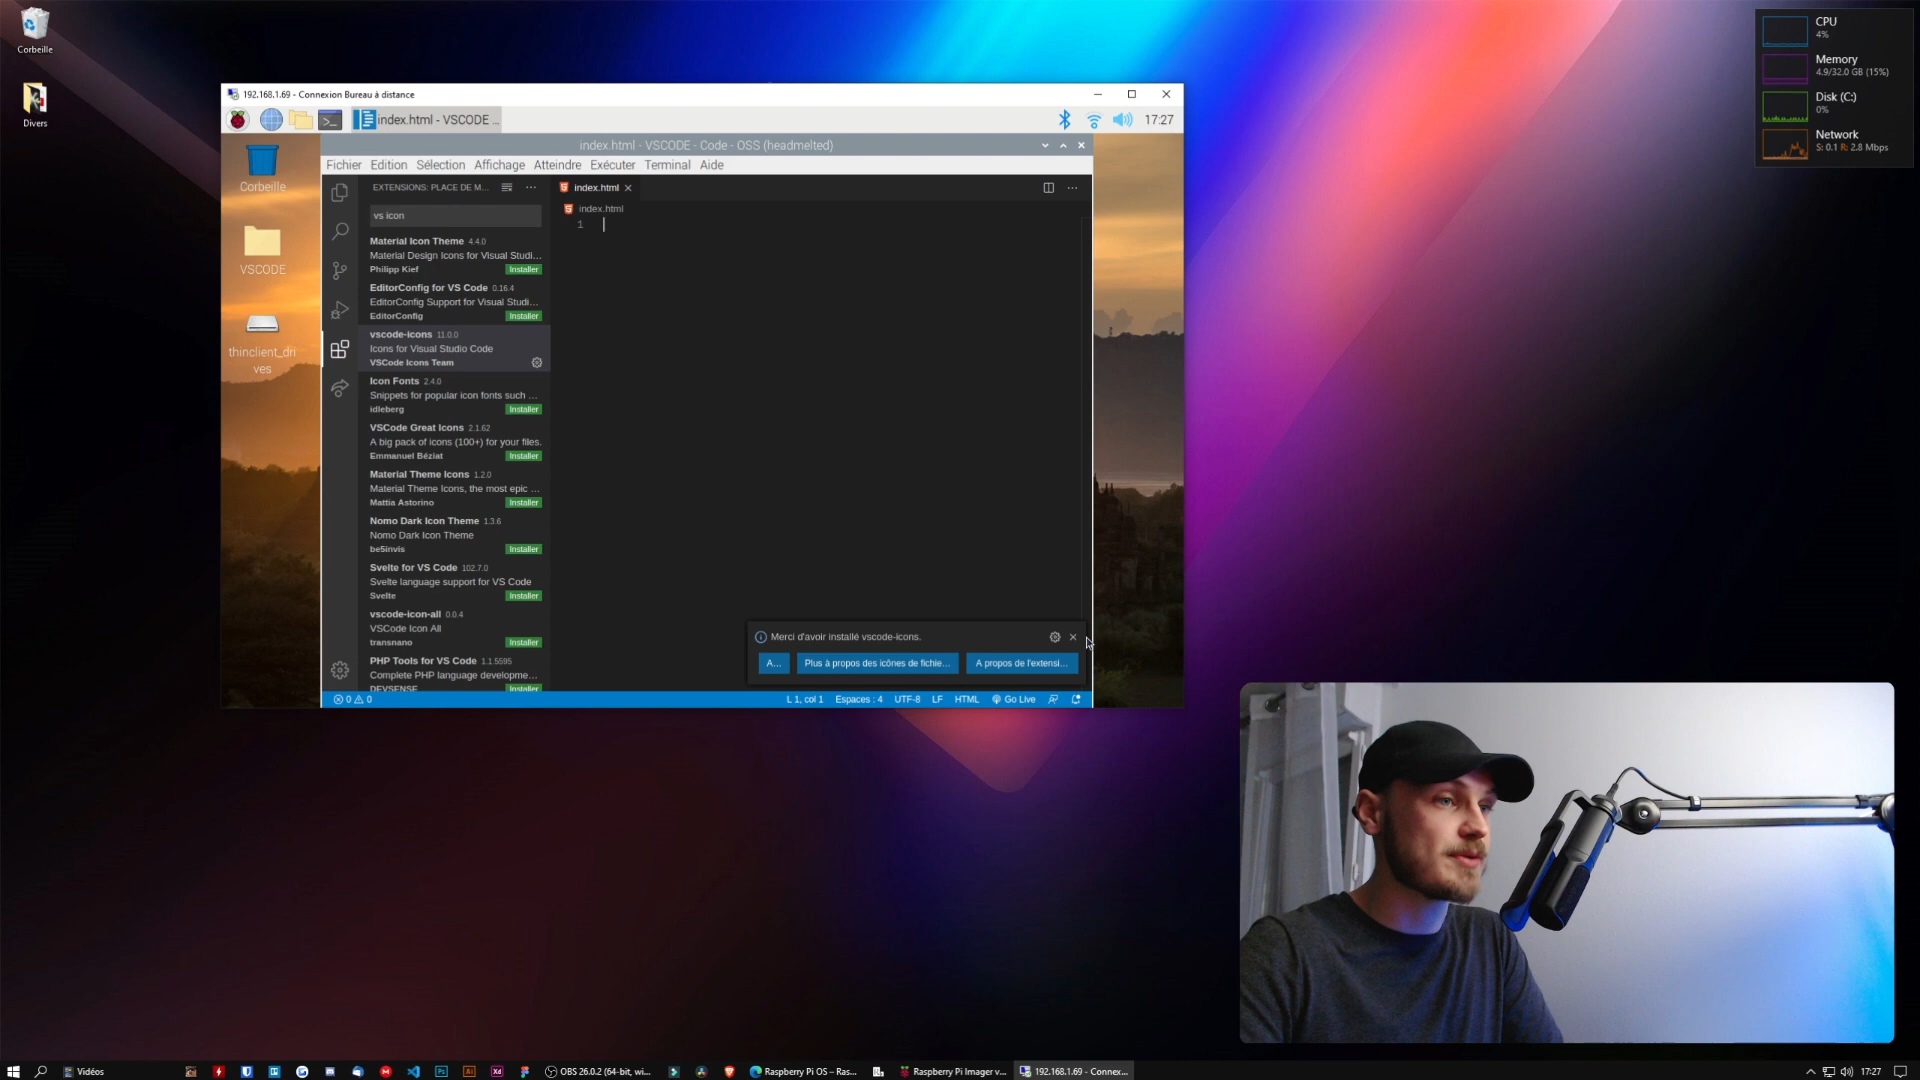 Corbeille
Divers
192.168.1.69 - Connexion Bureau à distance
index.html - VSCODE ...
17:27
Corbeille
VSCODE
thinclient_dri
ves
index.html - VSCODE - Code - OSS (headmelted)
Fichier Edition Sélection Affichage Atteindre Exécuter Terminal Aide
EXTENSIONS: PLACE DE M...
vs icon
Material Icon Theme 4.4.0
Material Design Icons for Visual Studi...
Philipp Kief Installer
EditorConfig for VS Code 0.16.4
EditorConfig Support for Visual Studi...
EditorConfig Installer
vscode-icons 11.0.0
Icons for Visual Studio Code
VSCode Icons Team
Icon Fonts 2.4.0
Snippets for popular icon fonts such ...
idleberg Installer
VSCode Great Icons 2.1.62
A big pack of icons (100+) for your files.
Emmanuel Béziat Installer
Material Theme Icons 1.2.0
Material Theme Icons, the most epic ...
Mattia Astorino Installer
Nomo Dark Icon Theme 1.3.6
Nomo Dark Icon Theme
be5invis Installer
Svelte for VS Code 102.7.0
Svelte language support for VS Code
Svelte Installer
vscode-icon-all 0.0.4
VSCode Icon All
transnano Installer
PHP Tools for VS Code 1.1.5595
Complete PHP language developme...
DEVSENSE Installer
index.html
index.html
1
Merci d'avoir installé vscode-icons.
A... Plus à propos des icônes de fichie... A propos de l'extensi...
0 0 L 1, col 1 Espaces : 4 UTF-8 LF HTML Go Live
CPU
4%
Memory
4.9/32.0 GB (15%)
Disk (C:)
0%
Network
S: 0.1 R: 2.8 Mbps
Vidéos OBS 26.0.2 (64-bit, wi... Raspberry Pi OS – Ras... Raspberry Pi Imager v... 192.168.1.69 - Connex... 17:27